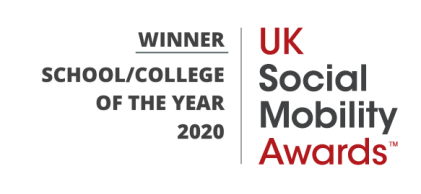 WINNER
SCHOOL/COLLEGE
OF THE YEAR
2020
UK
Social
Mobility
Awards™